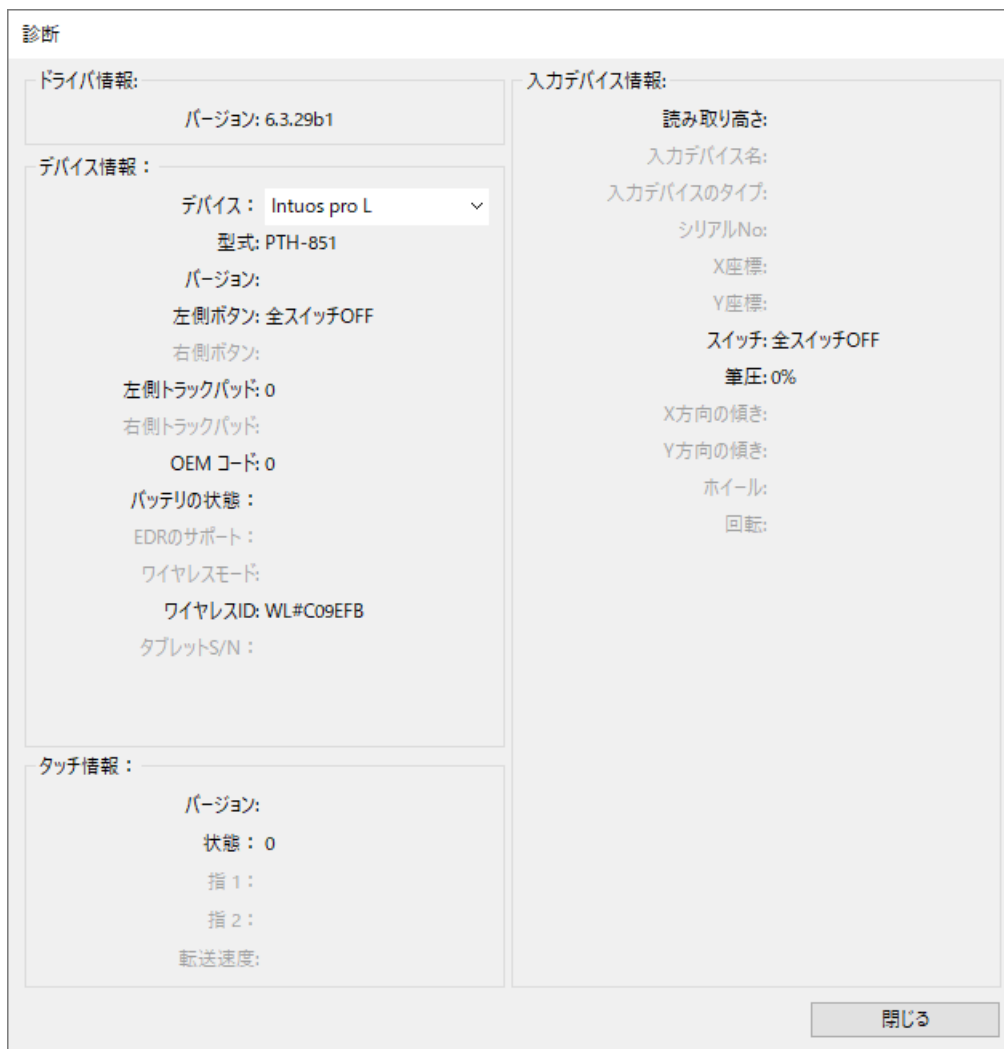 診断
ドライバ情報:
バージョン: 6.3.29b1
デバイス情報：
デバイス： Intuos pro L
型式: PTH-851
バージョン:
左側ボタン: 全スイッチOFF
右側ボタン:
左側トラックパッド: 0
右側トラックパッド:
OEM コード: 0
バッテリの状態：
EDRのサポート：
ワイヤレスモード:
ワイヤレスID: WL#C09EFB
タブレットS/N：
タッチ情報：
バージョン:
状態： 0
指 1：
指 2：
転送速度:
入力デバイス情報:
読み取り高さ:
入力デバイス名:
入力デバイスのタイプ:
シリアルNo:
X座標:
Y座標:
スイッチ: 全スイッチOFF
筆圧: 0%
X方向の傾き:
Y方向の傾き:
ホイール:
回転:
閉じる